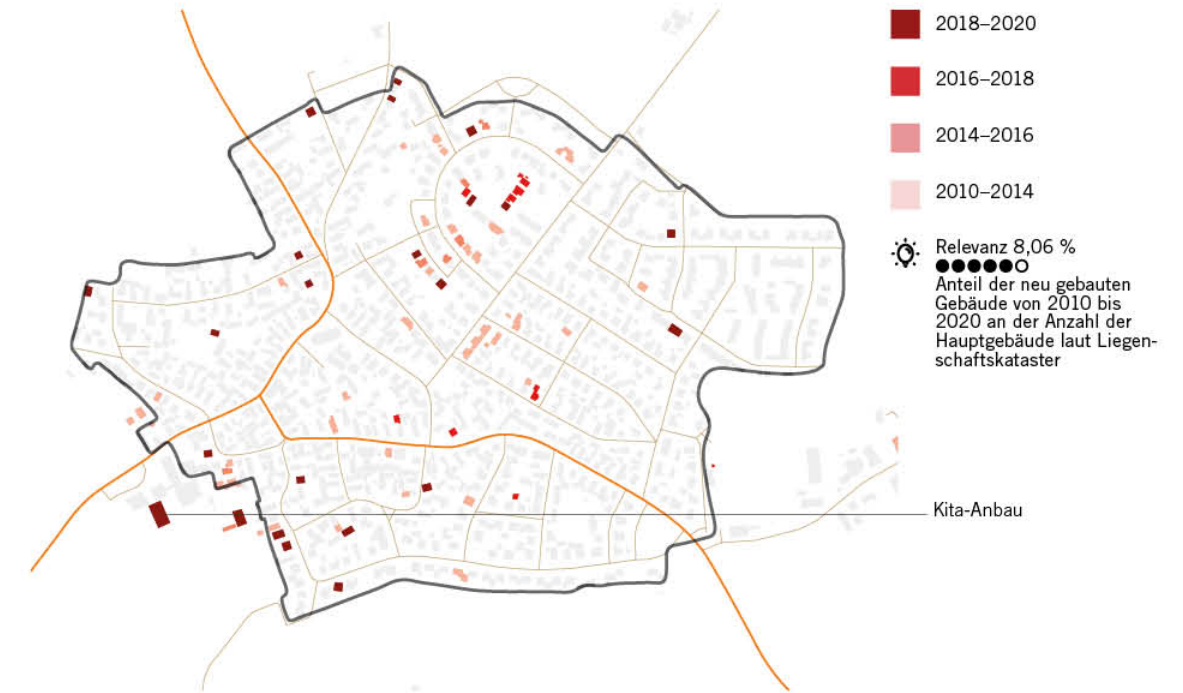 2018–2020
2016–2018
2014–2016
2010–2014
Relevanz 8,06 %
Anteil der neu gebauten
Gebäude von 2010 bis
2020 an der Anzahl der
Hauptgebäude laut Liegen-
schaftskataster
Kita-Anbau